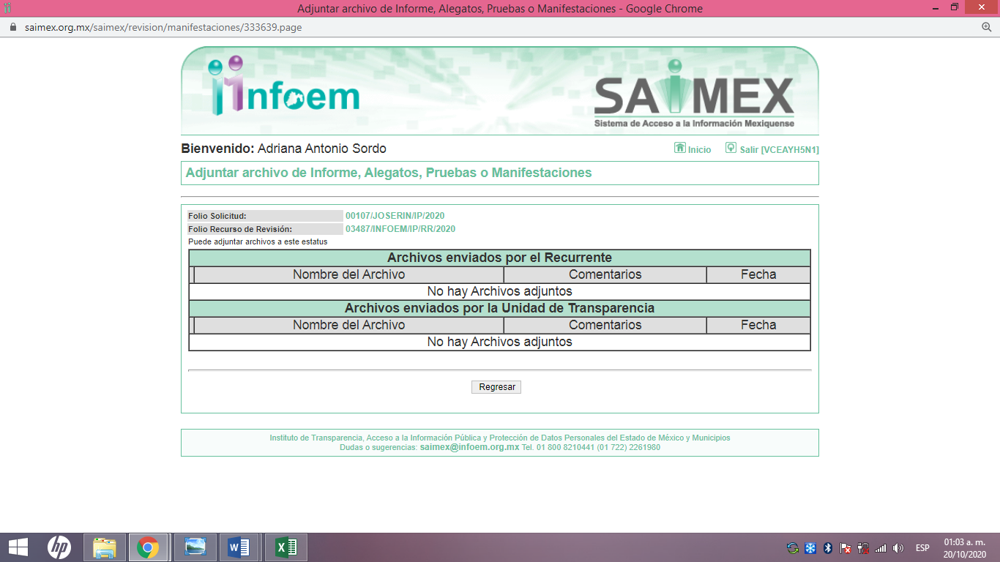 Adjuntar archivo de Informe, Alegatos, Pruebas o Manifestaciones - Google Chrome
saimex.org.mx/saimex/revision/manifestaciones/333639.page
infoem
SAIMEX
Sistema de Acceso a la Información Mexiquense
Bienvenido: Adriana Antonio Sordo
Inicio Salir [VCEAYH5N1]
Adjuntar archivo de Informe, Alegatos, Pruebas o Manifestaciones
Folio Solicitud: 00107/JOSERIN/IP/2020
Folio Recurso de Revisión: 03487/INFOEM/IP/RR/2020
Puede adjuntar archivos a este estatus
Archivos enviados por el Recurrente
Nombre del Archivo Comentarios Fecha
No hay Archivos adjuntos
Archivos enviados por la Unidad de Transparencia
Nombre del Archivo Comentarios Fecha
No hay Archivos adjuntos
Regresar
Instituto de Transparencia, Acceso a la Información Pública y Protección de Datos Personales del Estado de México y Municipios
Dudas o sugerencias: saimex@infoem.org.mx Tel. 01 800 8210441 (01 722) 2261980
hp
ESP
01:03 a. m.
20/10/2020